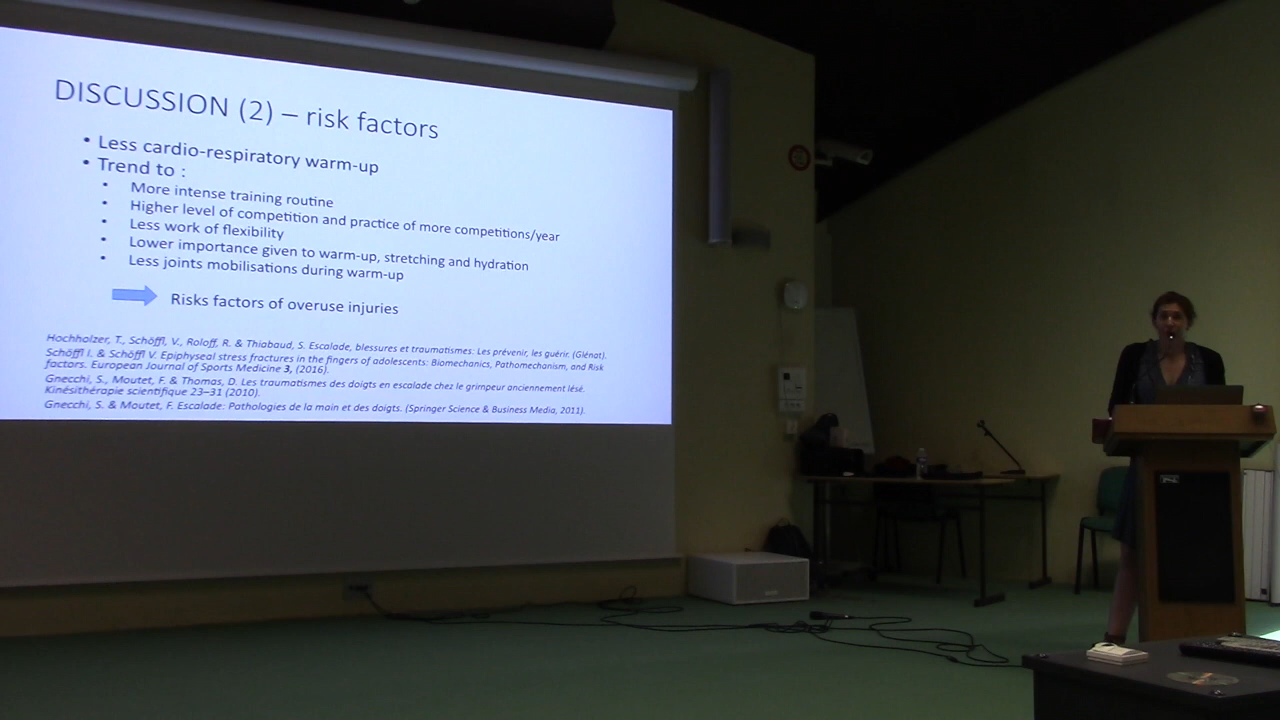 DISCUSSION (2) – risk factors
• Less cardio-respiratory warm-up
• Trend to :
• More intense training routine
• Higher level of competition and practice of more competitions/year
• Less work of flexibility
• Lower importance given to warm-up, stretching and hydration
• Less joints mobilisations during warm-up
Risks factors of overuse injuries
Hochholzer, T., Schöffl, V., Roloff, R. & Thiabaud, S. Escalade, blessures et traumatismes: Les prévenir, les guérir. (Glénat).
Schöffl I. & Schöffl V. Epiphyseal stress fractures in the fingers of adolescents: Biomechanics, Pathomechanism, and Risk
factors. European Journal of Sports Medicine 3, (2016).
Gnecchi, S., Moutet, F. & Thomas, D. Les traumatismes des doigts en escalade chez le grimpeur anciennement lésé.
Kinésithérapie scientifique 23–31 (2010).
Gnecchi, S. & Moutet, F. Escalade: Pathologies de la main et des doigts. (Springer Science & Business Media, 2011).